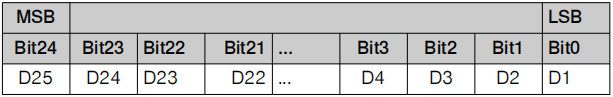 MSB LSB
Bit24 Bit23 Bit22 Bit21 ... Bit3 Bit2 Bit1 Bit0
D25 D24 D23 D22 ... D4 D3 D2 D1